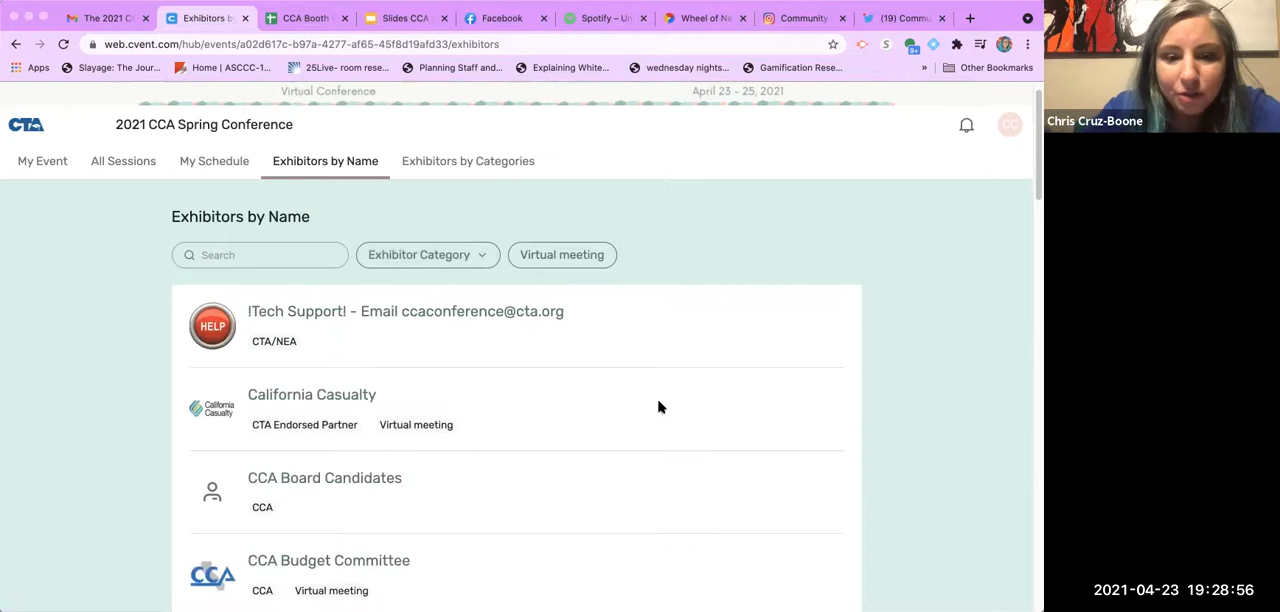 The 2021 C
Exhibitors b
CCA Booth
Slides CCA
Facebook
Spotify – Un
Wheel of Na
Community
(19) Commu
web.cvent.com/hub/events/a02d617c-b97a-4277-af65-45f8d19afd33/exhibitors
Apps
Slayage: The Jour...
Home | ASCCC-1...
25Live- room rese...
Planning Staff and...
Explaining White...
wednesday nights...
Gamification Rese...
»
Other Bookmarks
Virtual Conference
April 23 - 25, 2021
CTA
2021 CCA Spring Conference
CC
My Event
All Sessions
My Schedule
Exhibitors by Name
Exhibitors by Categories
Exhibitors by Name
Search
Exhibitor Category
Virtual meeting
HELP
!Tech Support! - Email ccaconference@cta.org
CTA/NEA
California
Casualty
California Casualty
CTA Endorsed Partner
Virtual meeting
CCA Board Candidates
CCA
CCA
CCA Budget Committee
CCA
Virtual meeting
Chris Cruz-Boone
2021-04-23 19:28:56